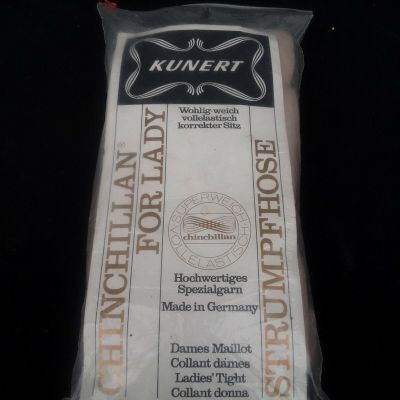 KUNERT
CHINCHILLAN®
FOR LADY
Wohlig-weich
vollelastisch
korrekter Sitz
SUPERWEICH
chinchillan
VOLLELASTISCH
Hochwertiges
Spezialgarn
Made in Germany
Dames Maillot
Collant dames
Ladies' Tight
Collant donna
STRUMPFHOSE